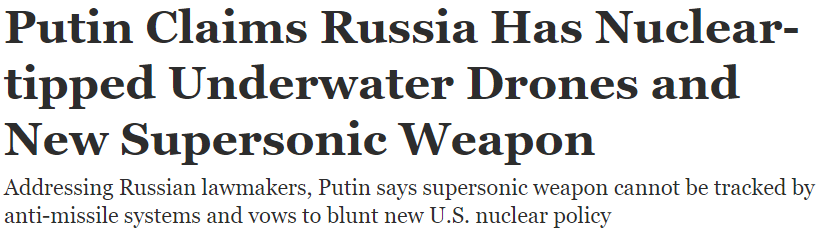 Putin Claims Russia Has Nuclear-
tipped Underwater Drones and
New Supersonic Weapon
Addressing Russian lawmakers, Putin says supersonic weapon cannot be tracked by
anti-missile systems and vows to blunt new U.S. nuclear policy